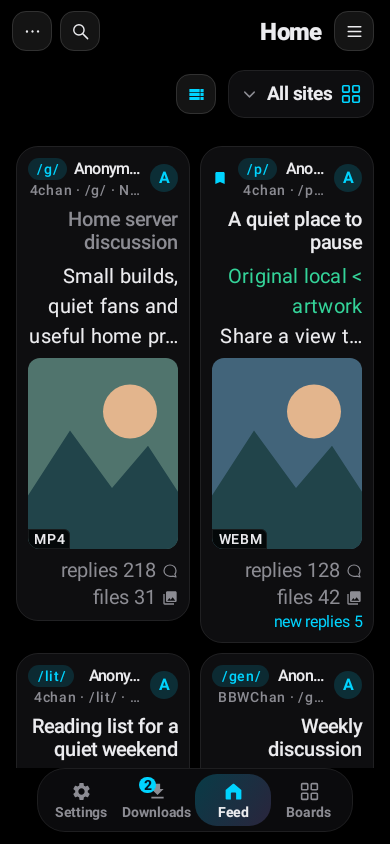 Home
All sites
/g/ Anonym… A
4chan · /g/ · N…
Home server
discussion
Small builds,
quiet fans and
useful home pr…
MP4
replies 218
files 31
/p/ Ano… A
4chan · /p…
A quiet place to
pause
Original local <
artwork
Share a view t…
WEBM
replies 128
files 42
new replies 5
/lit/ Anony… A
4chan · /lit/ · …
Reading list for a
quiet weekend
/gen/ Anon… A
BBWChan · /g…
Weekly
discussion
Settings
2
Downloads
Feed
Boards